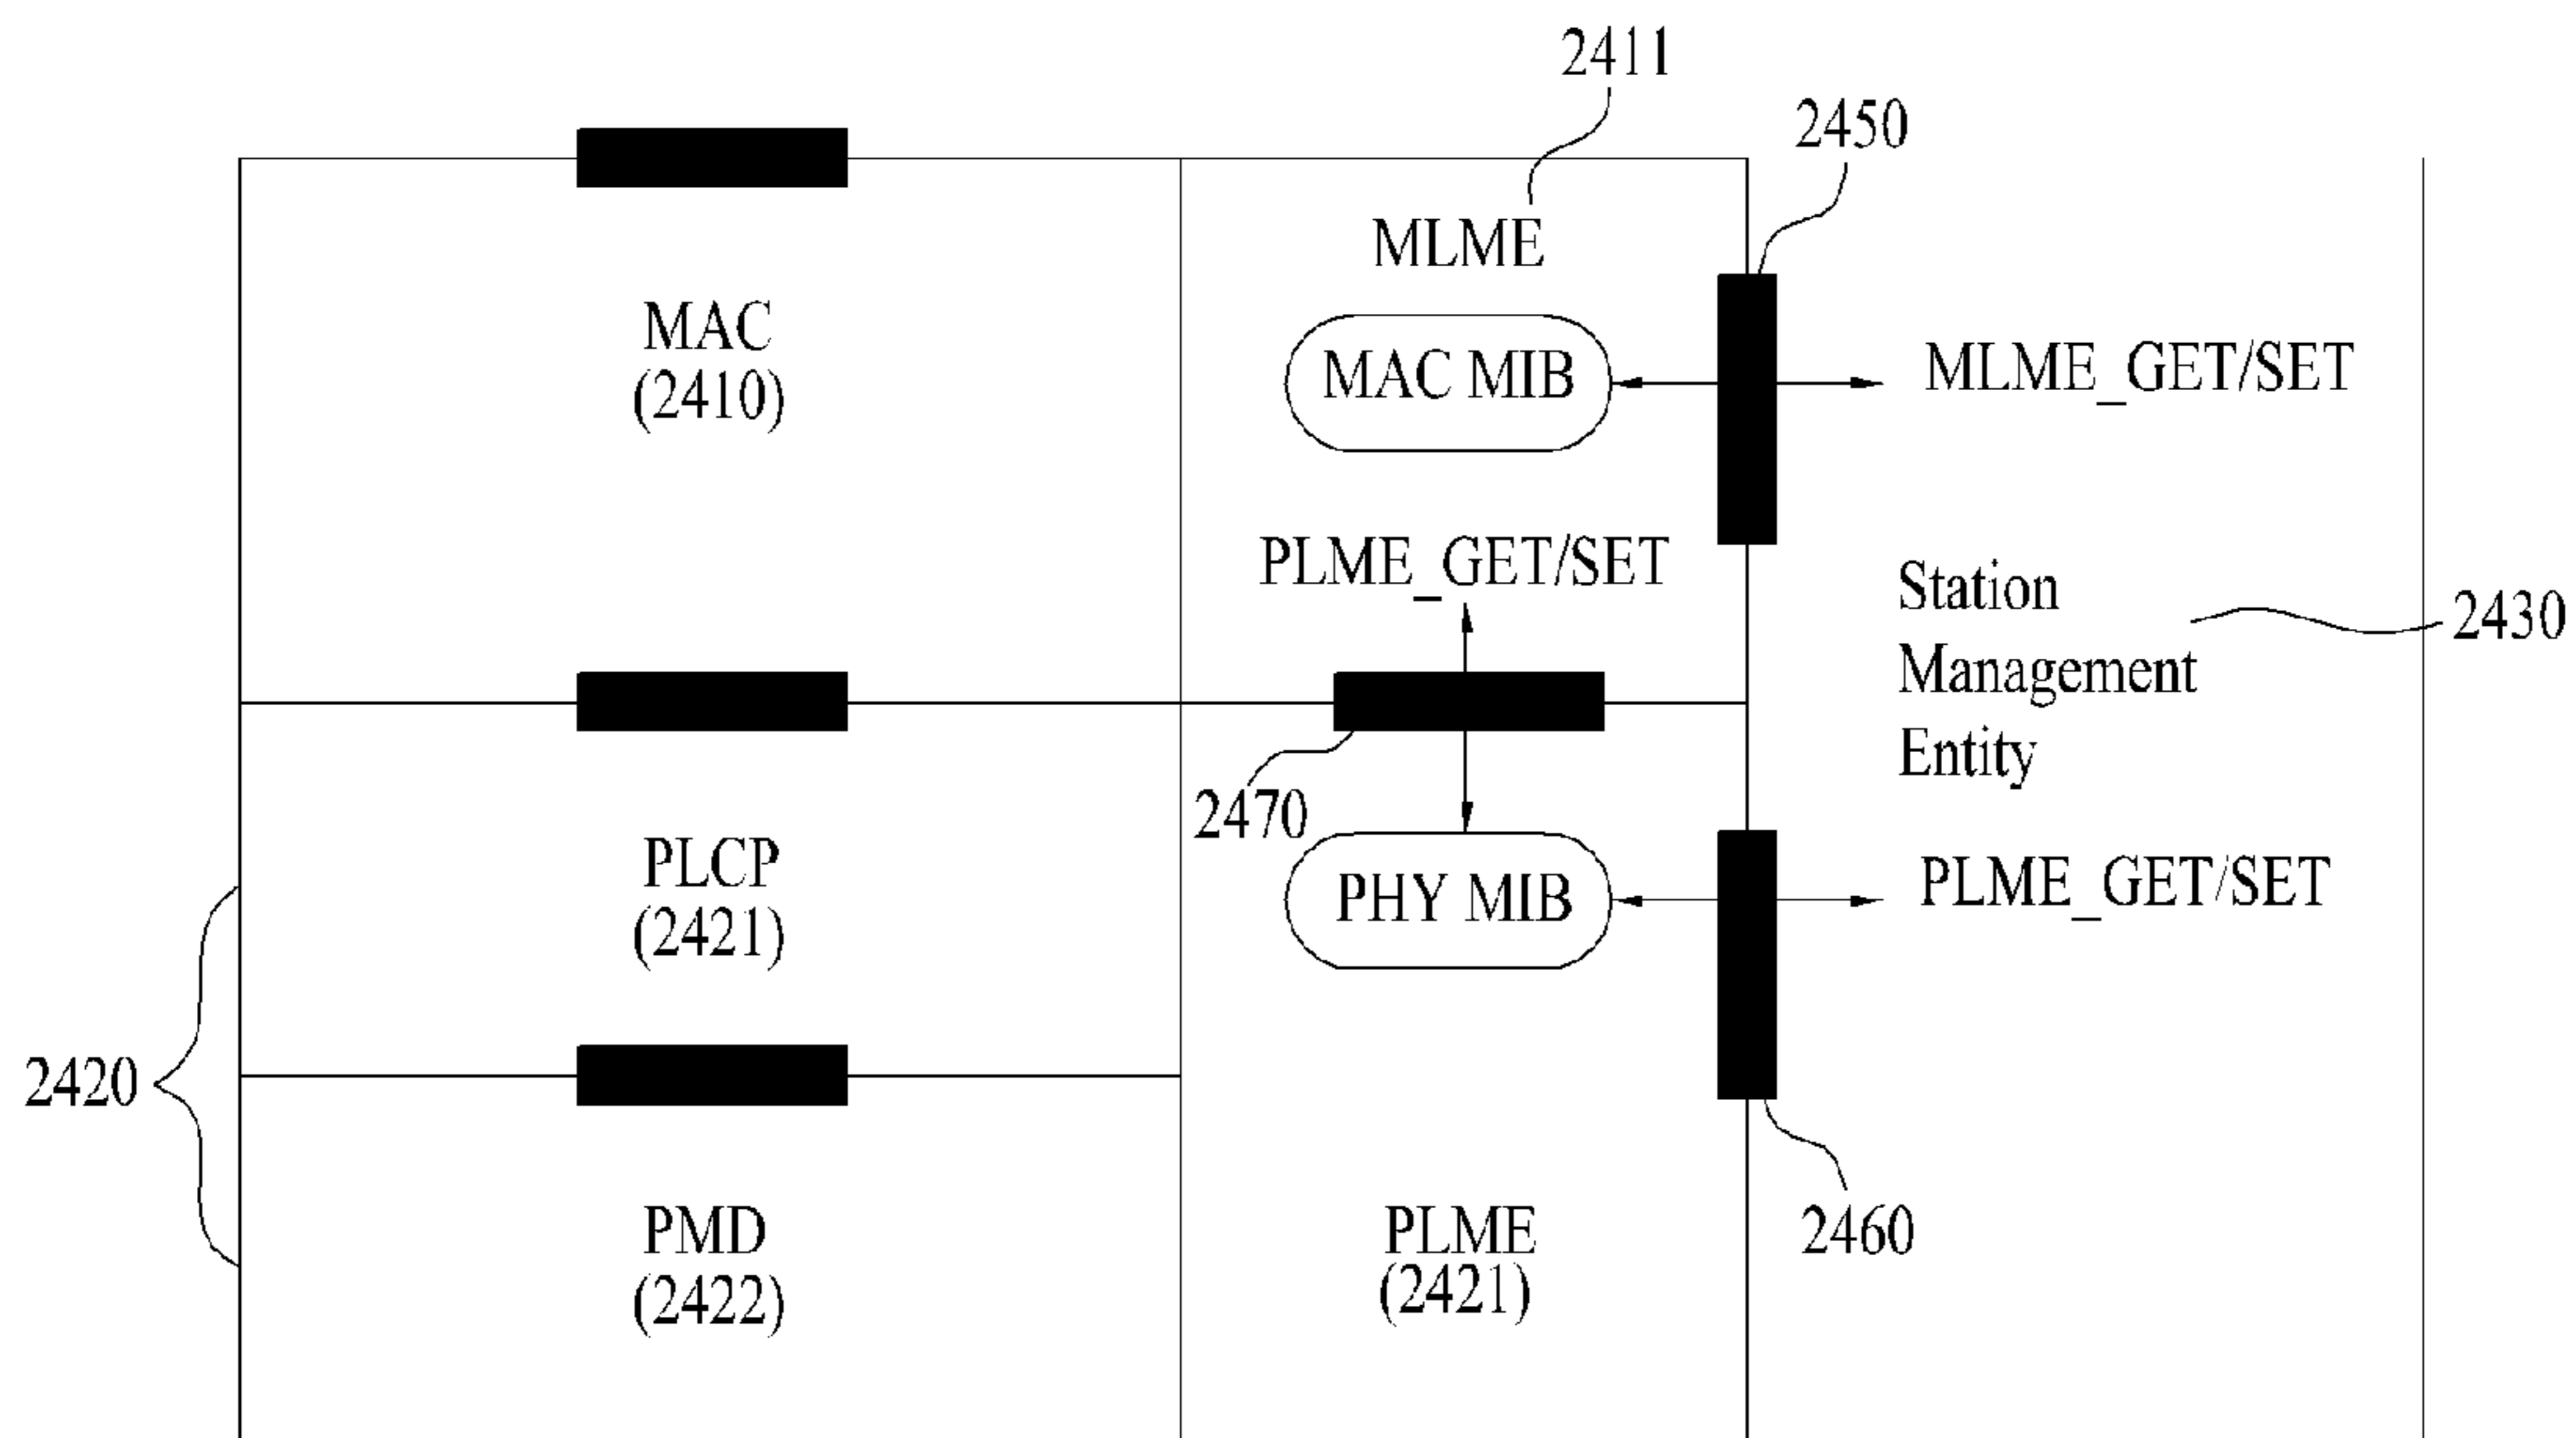 2411
2450
MLME
MAC
(2410)
MAC MIB
MLME_GET/SET
PLME_GET/SET
Station
Management
Entity
2430
2470
PLCP
(2421)
PHY MIB
PLME_GET/SET
2420
PMD
(2422)
PLME
(2421)
2460